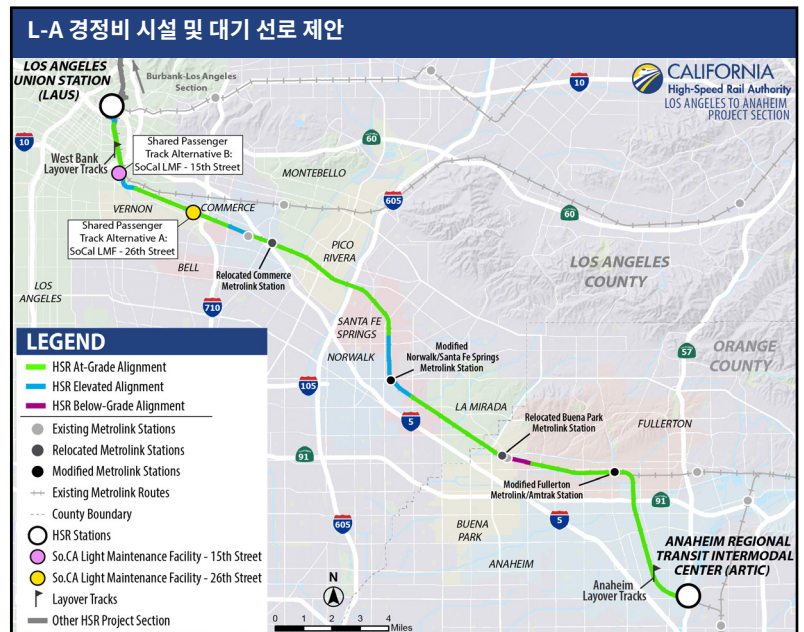 L-A 경정비 시설 및 대기 선로 제안
LOS ANGELES
UNION STATION
(LAUS)
Burbank-Los Angeles
Section
10
CALIFORNIA
High-Speed Rail Authority
LOS ANGELES TO ANAHEIM
PROJECT SECTION
10
West Bank
Layover Tracks
Shared Passenger
Track Alternative B:
SoCal LMF - 15th Street
60
MONTEBELLO
605
60
VERNON
COMMERCE
Shared Passenger
Track Alternative A:
SoCal LMF - 26th Street
PICO
RIVERA
BELL
Relocated Commerce
Metrolink Station
LOS
ANGELES
710
LOS ANGELES
COUNTY
SANTA FE
SPRINGS
NORWALK
Modified
Norwalk/Santa Fe Springs
Metrolink Station
57
ORANGE
COUNTY
105
5
LA MIRADA
Relocated Buena Park
Metrolink Station
FULLERTON
91
Modified Fullerton
Metrolink/Amtrak Station
91
605
5
BUENA
PARK
ANAHEIM
ANAHEIM REGIONAL
TRANSIT INTERMODAL
CENTER (ARTIC)
Anaheim
Layover Tracks
LEGEND
HSR At-Grade Alignment
HSR Elevated Alignment
HSR Below-Grade Alignment
Existing Metrolink Stations
Relocated Metrolink Stations
Modified Metrolink Stations
Existing Metrolink Routes
County Boundary
HSR Stations
So.CA Light Maintenance Facility - 15th Street
So.CA Light Maintenance Facility - 26th Street
Layover Tracks
Other HSR Project Section
N
0 1 2 3 4
Miles